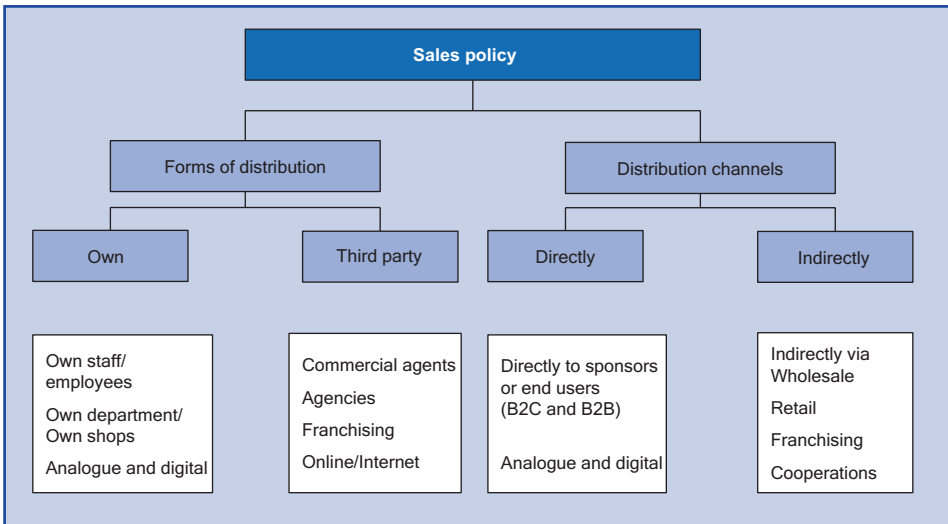 Sales policy
Forms of distribution
Distribution channels
Own
Third party
Directly
Indirectly
Own staff/
employees
Own department/
Own shops
Analogue and digital
Commercial agents
Agencies
Franchising
Online/Internet
Directly to sponsors
or end users
(B2C and B2B)
Analogue and digital
Indirectly via
Wholesale
Retail
Franchising
Cooperations